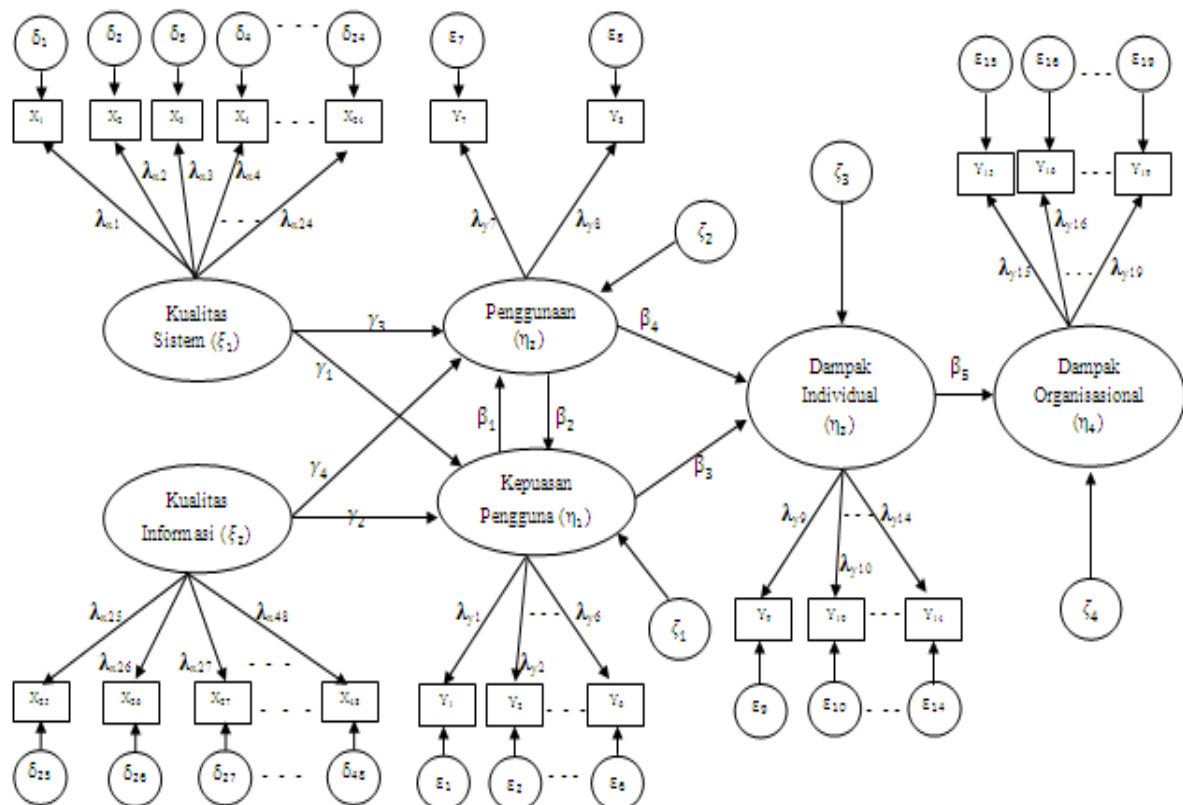 δ₁ δ₂ δ₃ δ₄ - - - δ₂₄ ε₇ ε₈
ε₁₅ ε₁₆ - - - ε₁₉
X₁ X₂ X₃ X₄ - - - X₂₄ Y₇ Y₈
Y₁₅ Y₁₆ - - - Y₁₉
λₓ₁ λₓ₂ λₓ₃ λₓ₄ - - - λₓ₂₄
λy7 λy8
ζ₂
ζ₃
λy15 λy16 - - - λy19
Kualitas
Sistem (ξ₁)
γ₃
γ₁
Penggunaan
(η₂)
β₄
β₁ β₂
Dampak
Individual
(η₃)
β₅
Dampak
Organisasional
(η₄)
Kualitas
Informasi (ξ₂)
γ₄
γ₂
Kepuasan
Pengguna (η₁)
β₃
λₓ₂₅ λₓ₂₆ λₓ₂₇ - - - λₓ₄₈
λy1 λy2 - - - λy6
ζ₁
λy9 λy10 - - - λy14
ζ₄
Y₉ Y₁₀ - - - Y₁₄
X₂₅ X₂₆ X₂₇ - - - X₄₈
Y₁ Y₂ - - - Y₆
ε₉ ε₁₀ - - - ε₁₄
δ₂₅ δ₂₆ δ₂₇ - - - δ₄₈
ε₁ ε₂ - - - ε₆